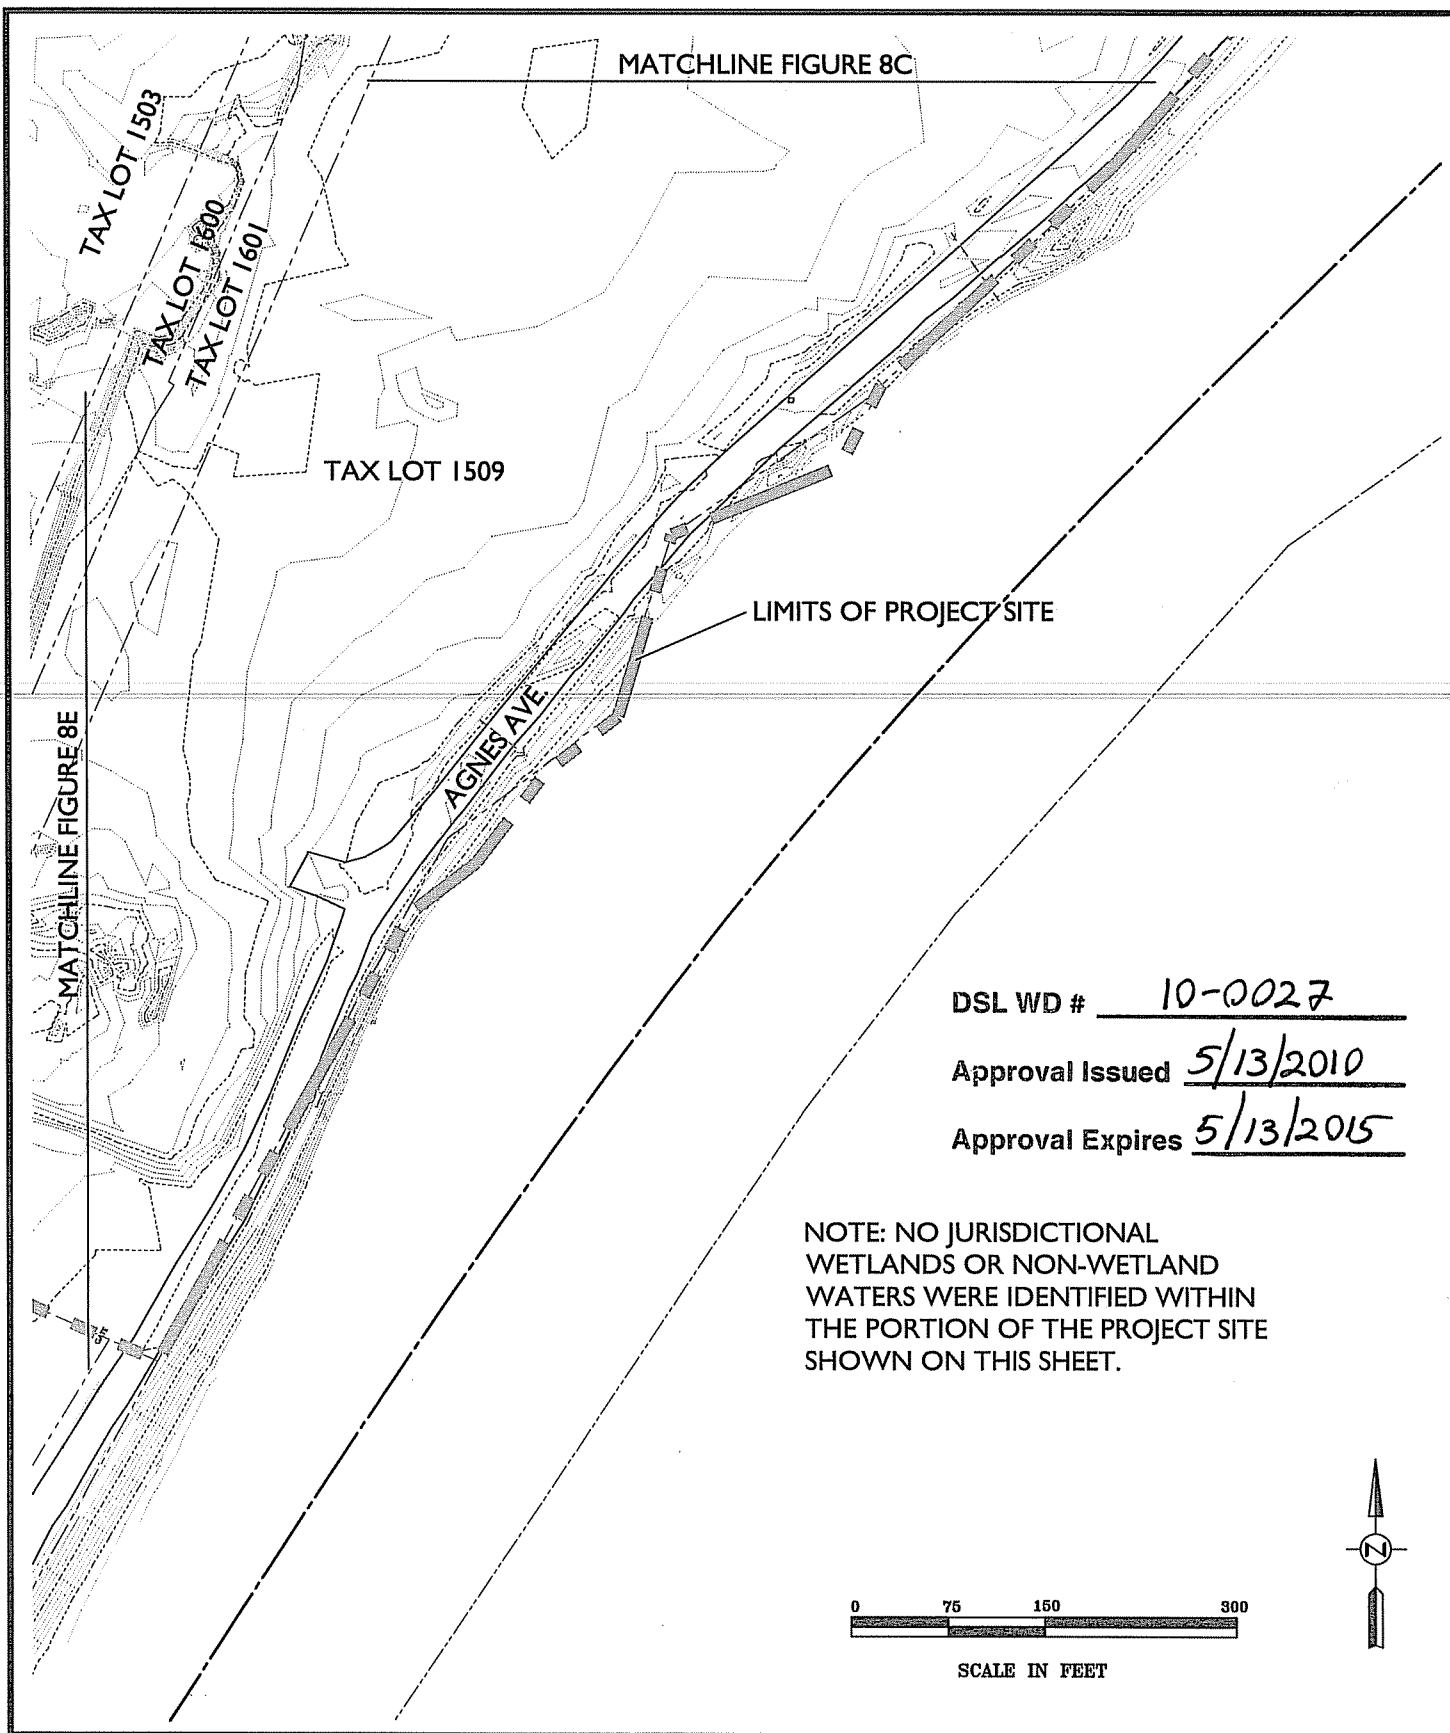 MATCHLINE FIGURE 8C
TAX LOT 1503
TAX LOT 1600
TAX LOT 1601
TAX LOT 1509
LIMITS OF PROJECT SITE
AGNES AVE.
MATCHLINE FIGURE 8E
DSL WD # 10-0027
Approval Issued 5/13/2010
Approval Expires 5/13/2015
NOTE: NO JURISDICTIONAL
WETLANDS OR NON-WETLAND
WATERS WERE IDENTIFIED WITHIN
THE PORTION OF THE PROJECT SITE
SHOWN ON THIS SHEET.
0 75 150 300
SCALE IN FEET
N